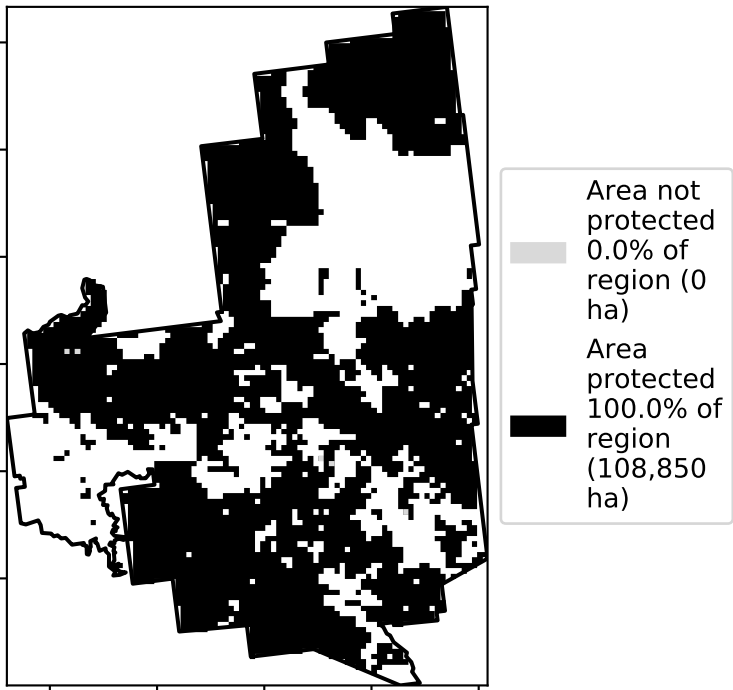 Area not
protected
0.0% of
region (0
ha)
Area
protected
100.0% of
region
(108,850
ha)